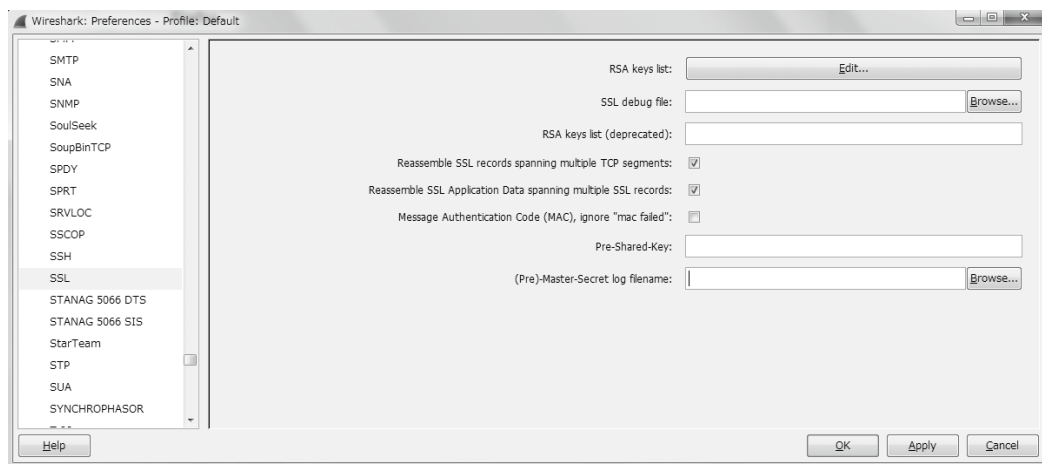 Wireshark: Preferences - Profile: Default
SMTP
SNA
SNMP
SoulSeek
SoupBinTCP
SPDY
SPRT
SRVLOC
SSCOP
SSH
SSL
STANAG 5066 DTS
STANAG 5066 SIS
StarTeam
STP
SUA
SYNCHROPHASOR
RSA keys list: Edit...
SSL debug file: Browse...
RSA keys list (deprecated):
Reassemble SSL records spanning multiple TCP segments:
Reassemble SSL Application Data spanning multiple SSL records:
Message Authentication Code (MAC), ignore "mac failed":
Pre-Shared-Key:
(Pre)-Master-Secret log filename: Browse...
Help OK Apply Cancel